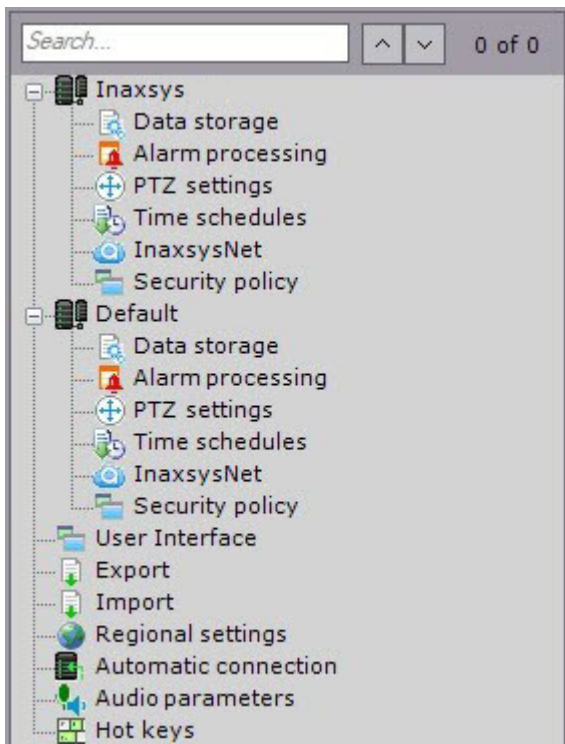 Search...
0 of 0
Inaxsys
Data storage
Alarm processing
PTZ settings
Time schedules
InaxsysNet
Security policy
Default
Data storage
Alarm processing
PTZ settings
Time schedules
InaxsysNet
Security policy
User Interface
Export
Import
Regional settings
Automatic connection
Audio parameters
Hot keys